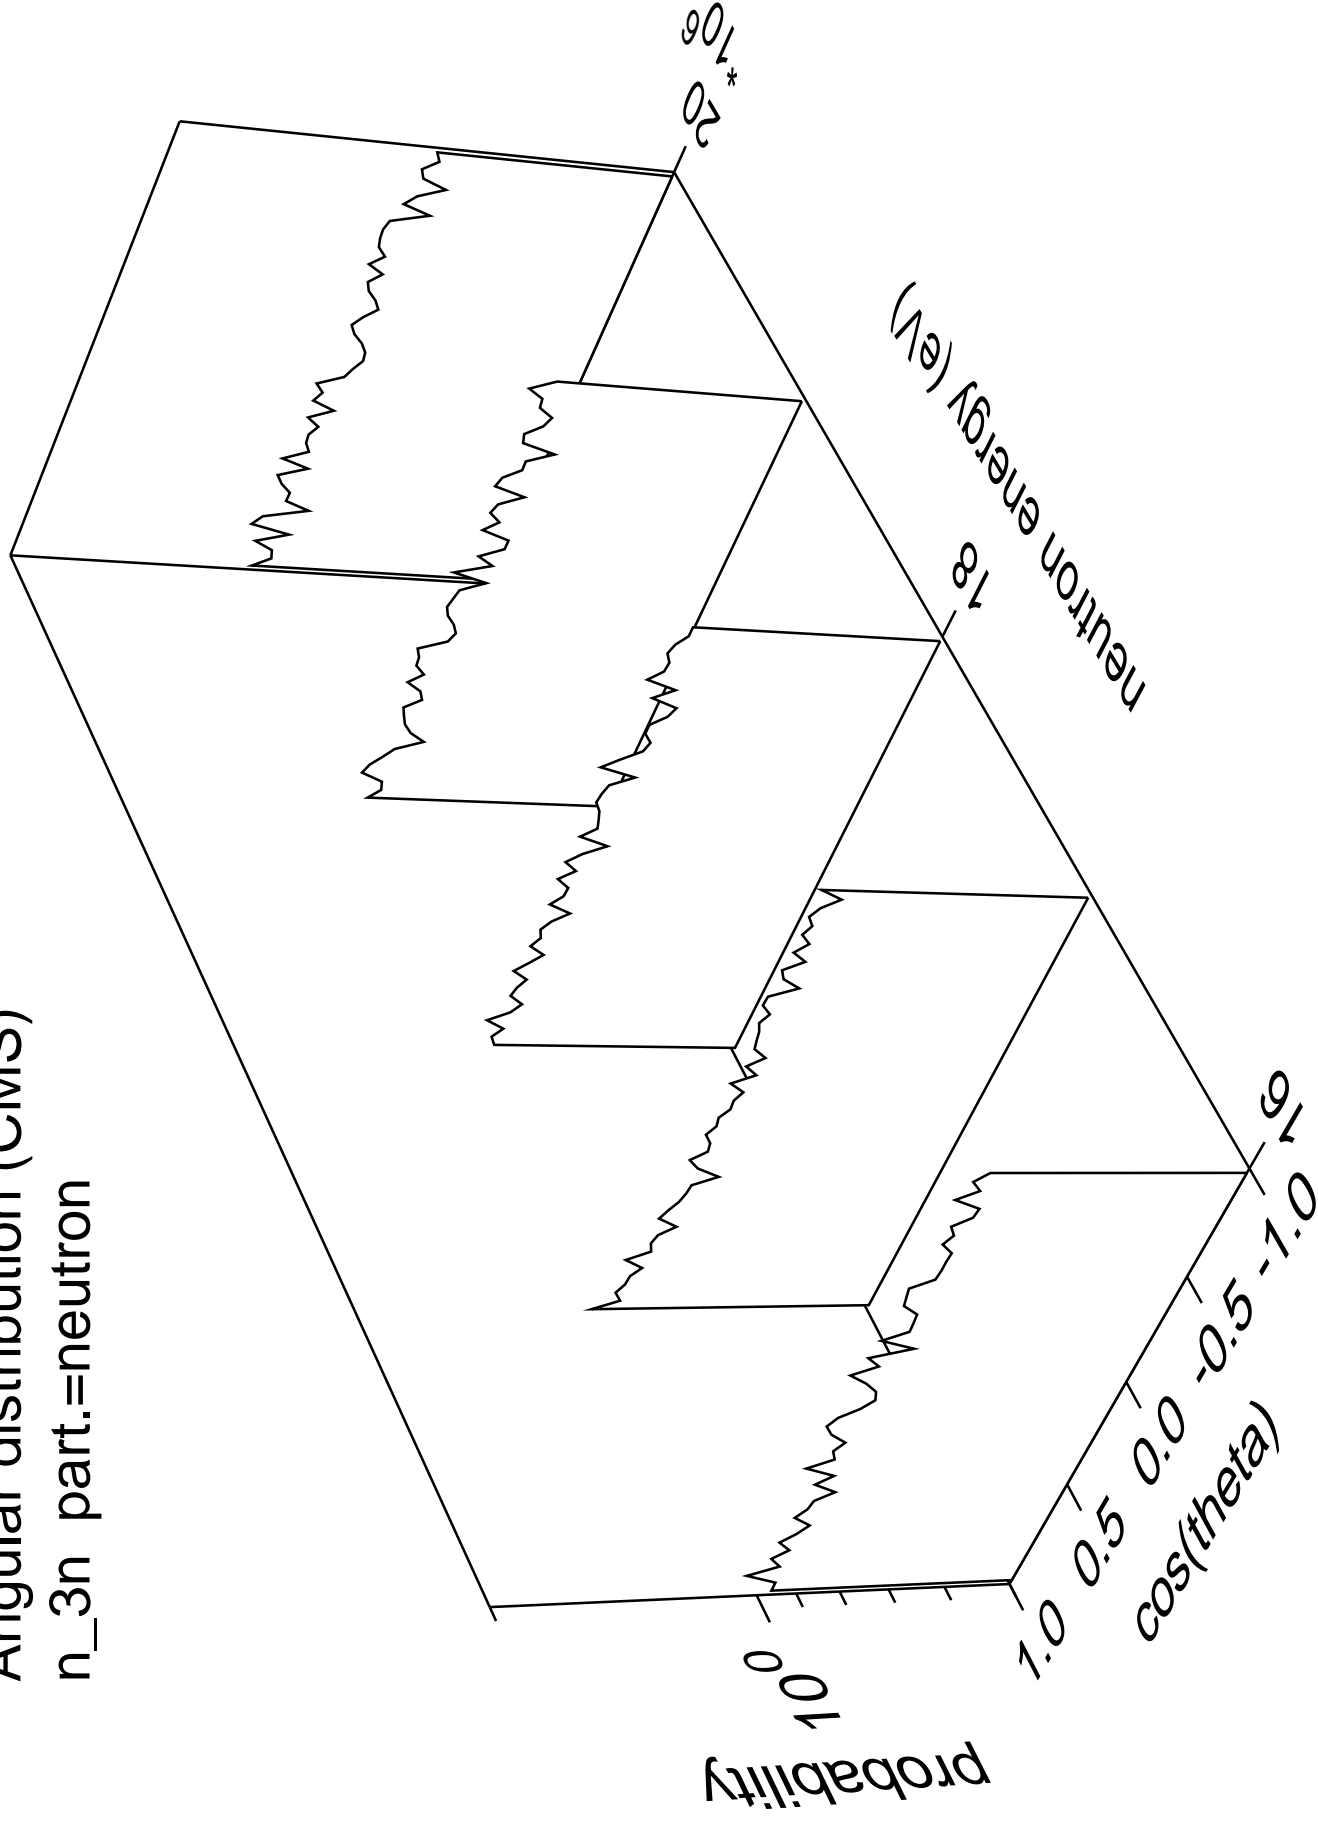 Angular distribution (CMS)
n_3n part.=neutron
probability
10^0
1.0
0.5
0.0
-0.5
-1.0
cos(theta)
16
18
20
* 10^6
neutron energy (eV)